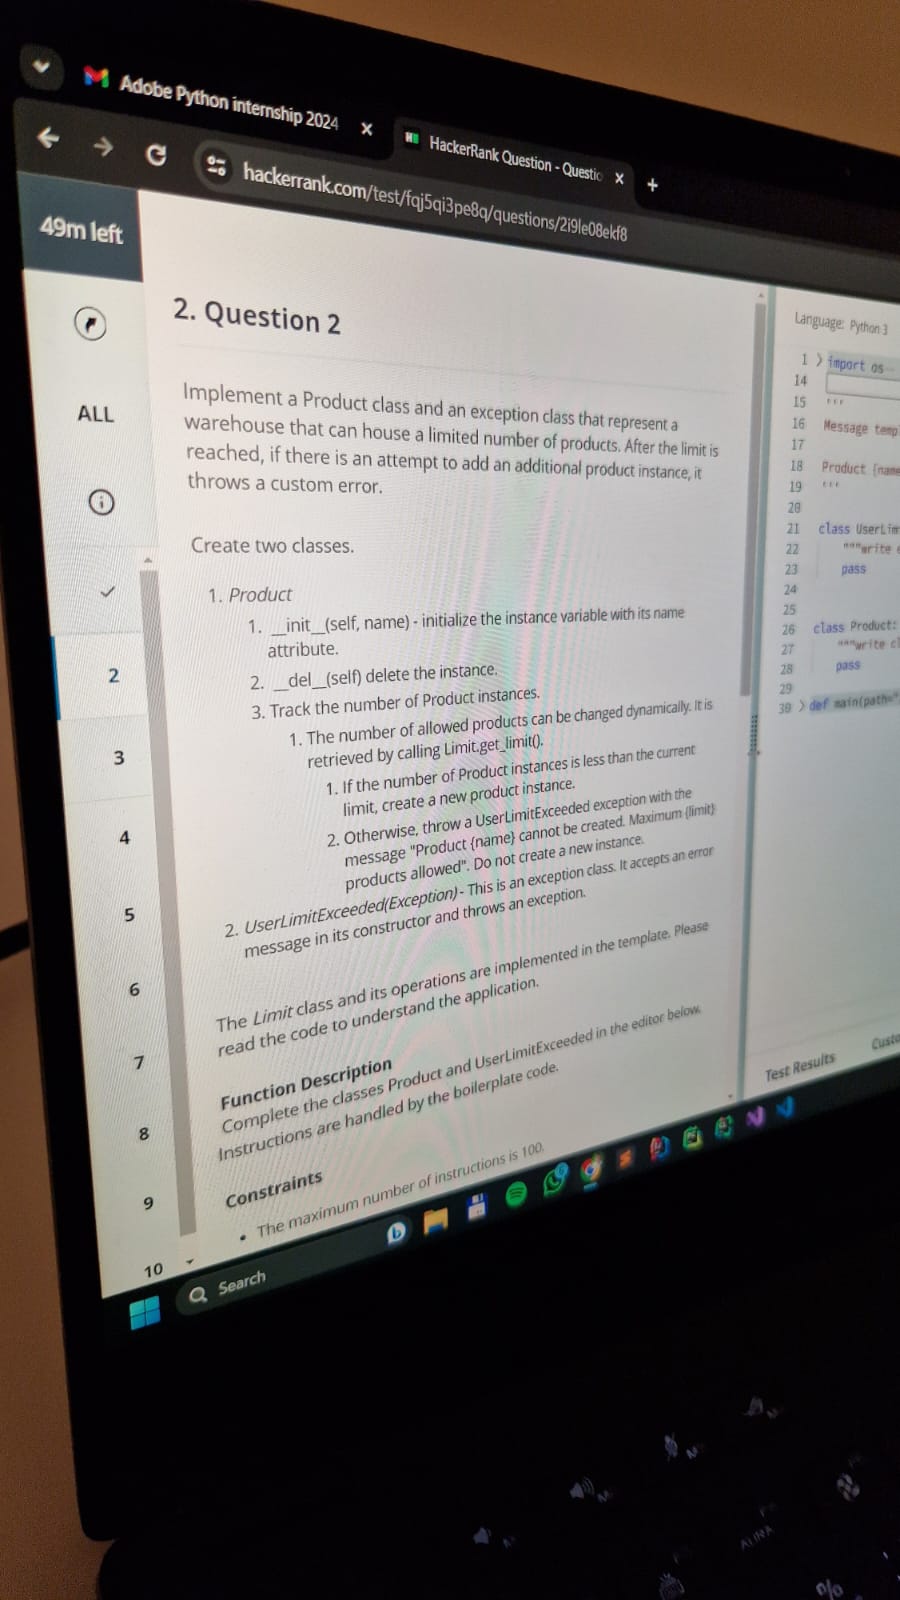 Adobe Python internship 2024
HackerRank Question - Questio
hackerrank.com/test/fqj5qi3pe8q/questions/2i9le08ekf8
49m left
ALL
2
3
4
5
6
7
8
9
10
2. Question 2
Implement a Product class and an exception class that represent a
warehouse that can house a limited number of products. After the limit is
reached, if there is an attempt to add an additional product instance, it
throws a custom error.
Create two classes.
1. Product
1. __init__(self, name) - initialize the instance variable with its name
attribute.
2. __del__(self) delete the instance.
3. Track the number of Product instances.
1. The number of allowed products can be changed dynamically. It is
retrieved by calling Limit.get_limit().
1. If the number of Product instances is less than the current
limit, create a new product instance.
2. Otherwise, throw a UserLimitExceeded exception with the
message "Product {name} cannot be created. Maximum {limit}
products allowed". Do not create a new instance.
2. UserLimitExceeded(Exception) - This is an exception class. It accepts an error
message in its constructor and throws an exception.
The Limit class and its operations are implemented in the template. Please
read the code to understand the application.
Function Description
Complete the classes Product and UserLimitExceeded in the editor below.
Instructions are handled by the boilerplate code.
Constraints
• The maximum number of instructions is 100.
Language: Python 3
1 > import os
14
15 '''
16 Message temp
17
18 Product {name
19 '''
20
21 class UserLim
22 """write
23 pass
24
25
26 class Product:
27 """write cl
28 pass
29
30 > def main(path="
Test Results
Custo
Search
AURA